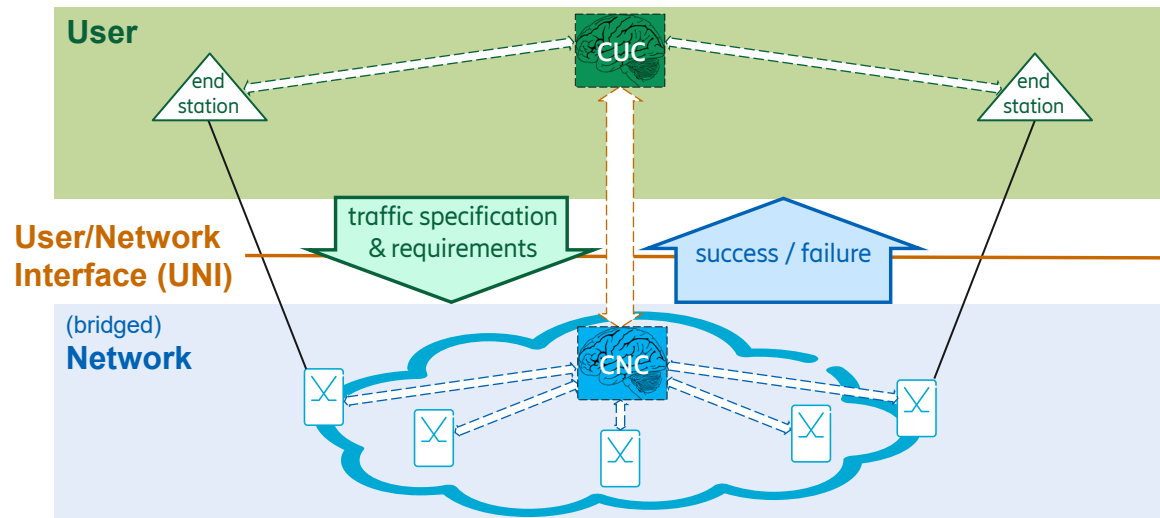 User
CUC
end
station
end
station
traffic specification
& requirements
success / failure
User/Network
Interface (UNI)
(bridged)
Network
CNC